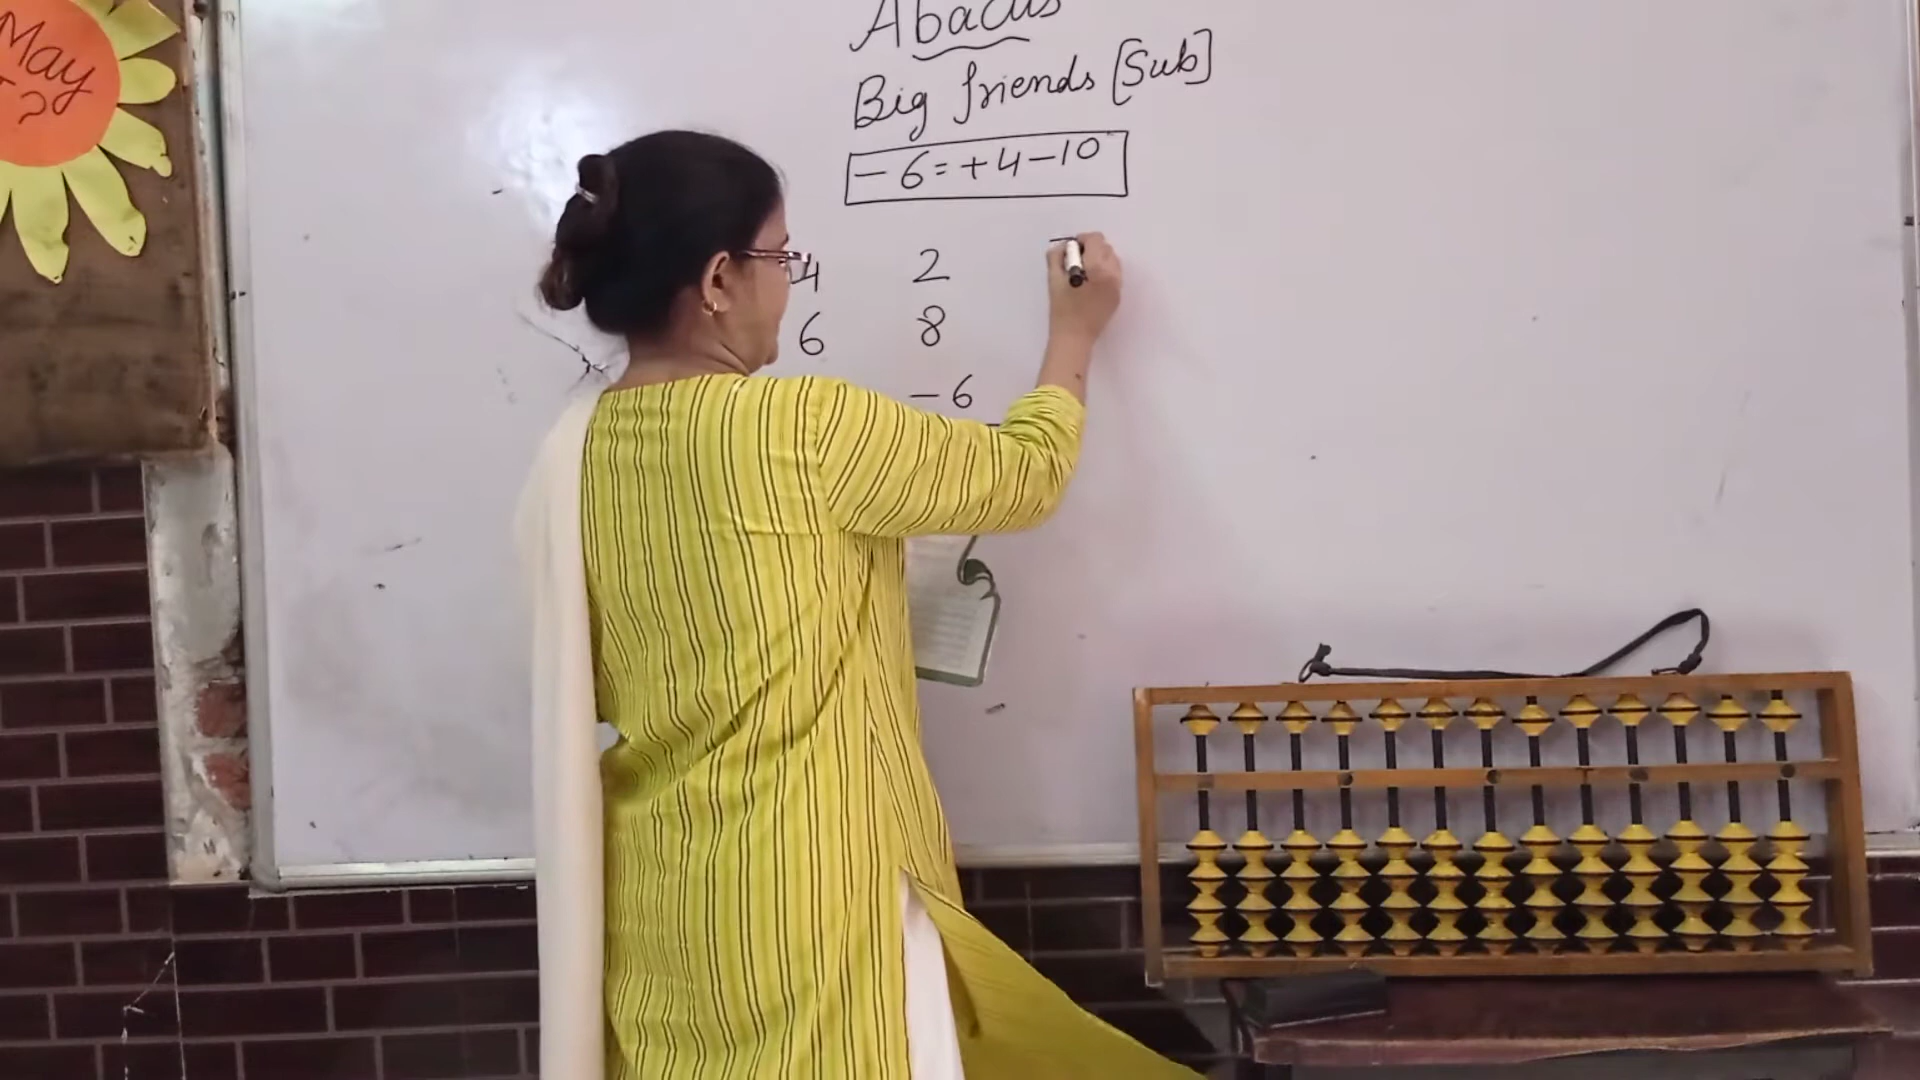 May
?
Abacus
Big friends [Sub]
- 6 = + 4 - 10
4 2
6 8
- 6